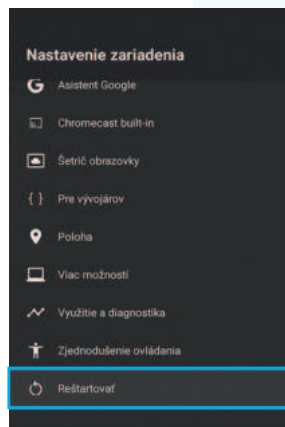 Nastavenie zariadenia
Asistent Google
Chromecast built-in
Šetrič obrazovky
Pre vývojárov
Poloha
Viac možností
Využitie a diagnostika
Zjednodušenie ovládania
Reštartovať